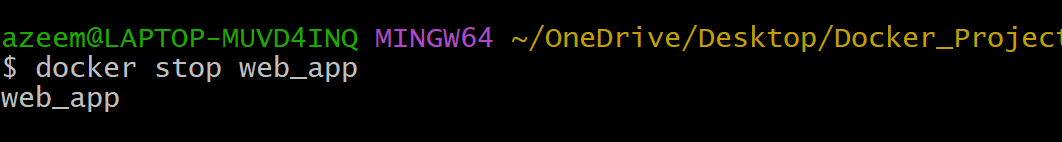 azeem@LAPTOP-MUVD4INQ MINGW64 ~/OneDrive/Desktop/Docker_Project
$ docker stop web_app
web_app